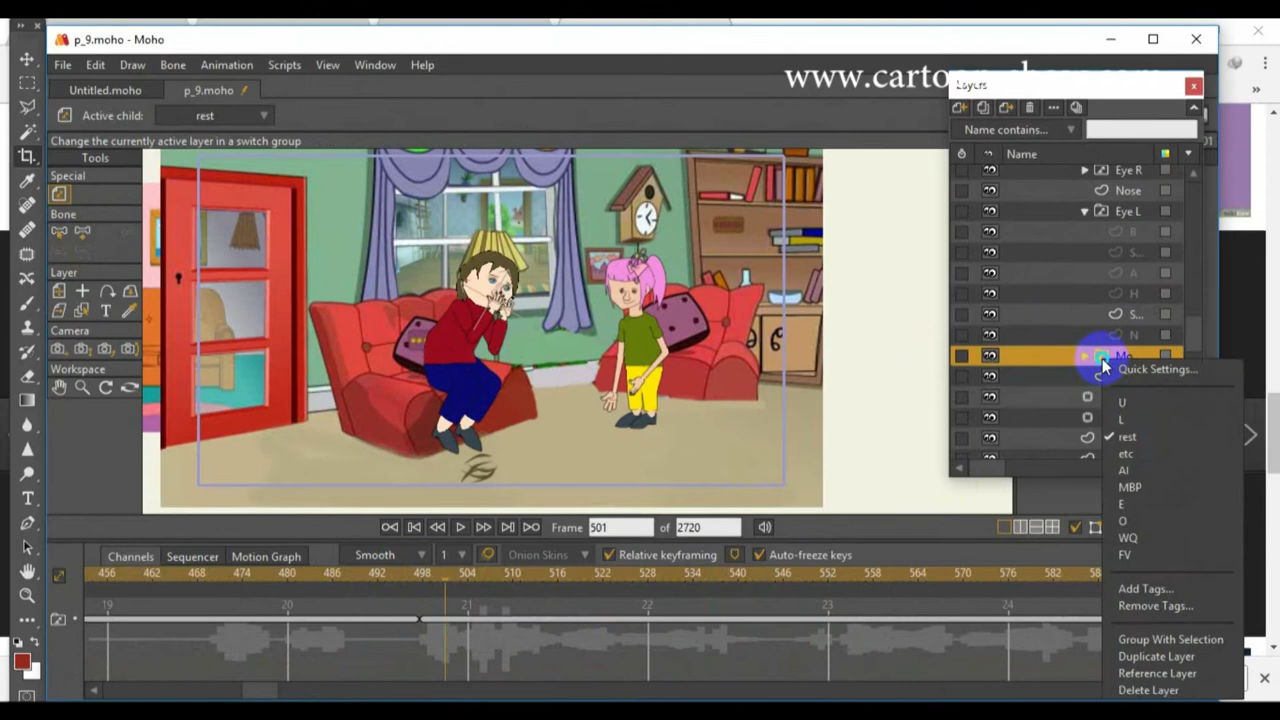 p_9.moho - Moho
File Edit Draw Bone Animation Scripts View Window Help
Untitled.moho p_9.moho
Active child: rest
Change the currently active layer in a switch group
Tools
Special
Bone
Layer
Camera
Workspace
Layers
Name contains...
Name
Eye R
Nose
Eye L
B
S...
A
H
S...
N
Quick Settings...
U
L
rest
etc
AI
MBP
E
O
WQ
FV
Add Tags...
Remove Tags...
Group With Selection
Duplicate Layer
Reference Layer
Delete Layer
Frame 501 of 2720
Channels Sequencer Motion Graph Smooth 1 Onion Skins Relative keyframing Auto-freeze keys
456 462 468 474 480 486 492 498 504 510 516 522 528 534 540 546 552 558 564 570 576 582
19 20 21 22 23 24